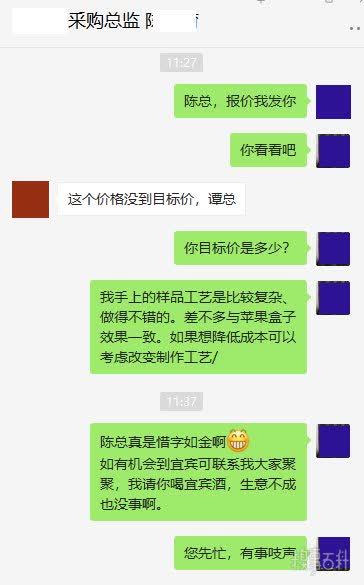 采购总监 陈
11:27
陈总，报价我发你
你看看吧
这个价格没到目标价，谭总
你目标价是多少？
我手上的样品工艺是比较复杂、
做得不错的。差不多与苹果盒子
效果一致。如果想降低成本可以
考虑改变制作工艺/
11:37
陈总真是惜字如金啊😁
如有机会到宜宾可联系我大家聚
聚，我请你喝宜宾酒，生意不成
也没事啊。
您先忙，有事吱声